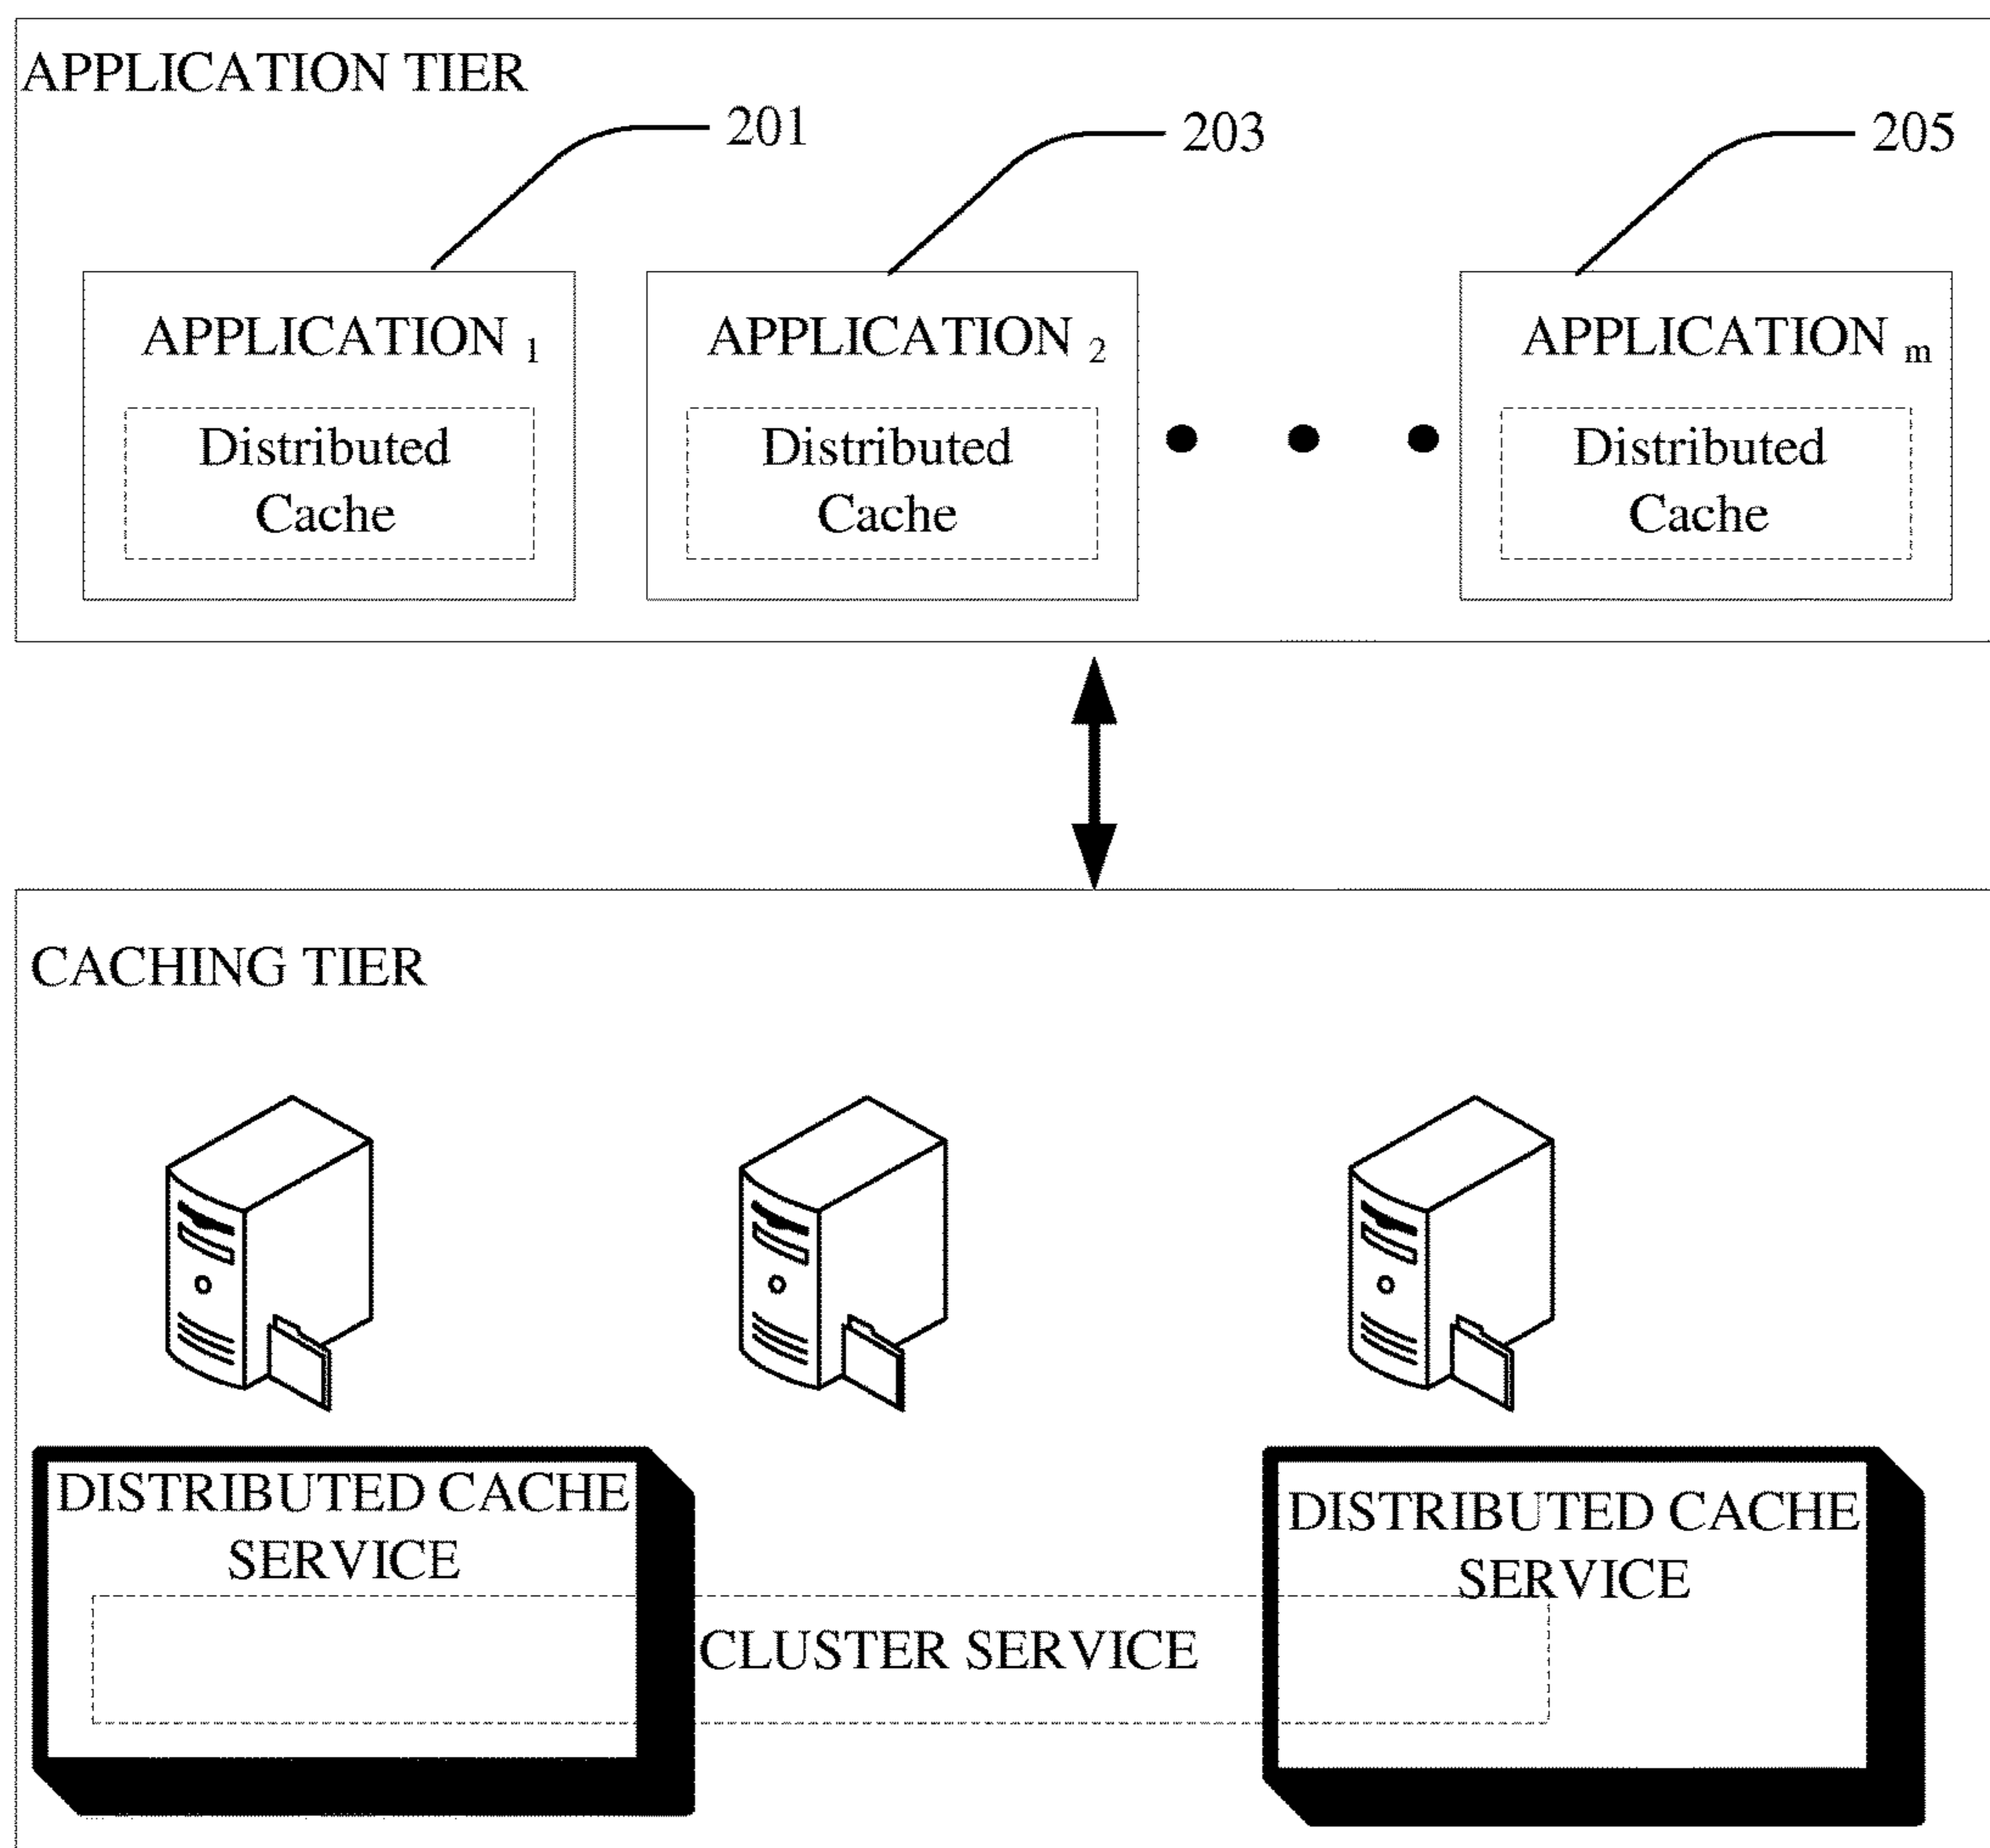 APPLICATION TIER
201
203
205
APPLICATION 1
APPLICATION 2
APPLICATION m
Distributed
Cache
Distributed
Cache
Distributed
Cache
CACHING TIER
DISTRIBUTED CACHE
SERVICE
DISTRIBUTED CACHE
SERVICE
CLUSTER SERVICE